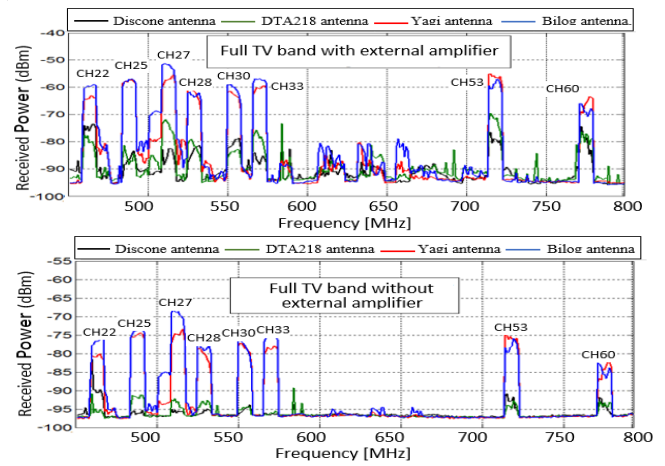 Discone antenna DTA218 antenna Yagi antenna Bilog antenna.
Full TV band with external amplifier
CH22 CH25 CH27 CH28 CH30 CH33 CH53 CH60
Received Power (dBm)
-40
-50
-60
-70
-80
-90
-100
500 550 600 650 700 750 800
Frequency [MHz]
Discone antenna DTA218 antenna Yagi antenna Bilog antenna
Full TV band without
external amplifier
CH22 CH25 CH27 CH28 CH30 CH33 CH53 CH60
Received Power (dBm)
-55
-65
-70
-75
-85
-90
-95
-100
500 550 600 650 700 750 800
Frequency [MHz]